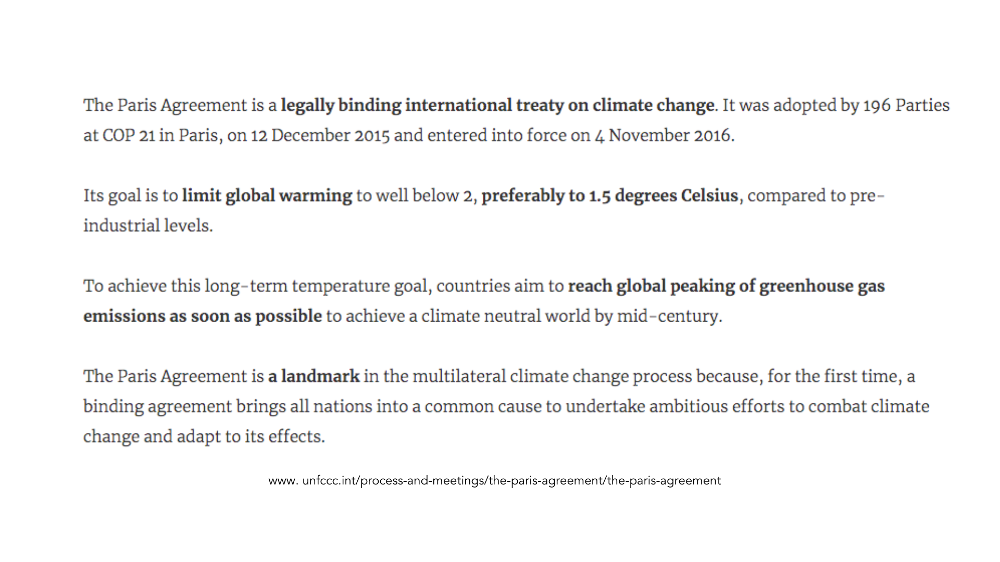 The Paris Agreement is a legally binding international treaty on climate change. It was adopted by 196 Parties
at COP 21 in Paris, on 12 December 2015 and entered into force on 4 November 2016.
Its goal is to limit global warming to well below 2, preferably to 1.5 degrees Celsius, compared to pre-
industrial levels.
To achieve this long-term temperature goal, countries aim to reach global peaking of greenhouse gas
emissions as soon as possible to achieve a climate neutral world by mid-century.
The Paris Agreement is a landmark in the multilateral climate change process because, for the first time, a
binding agreement brings all nations into a common cause to undertake ambitious efforts to combat climate
change and adapt to its effects.
www. unfccc.int/process-and-meetings/the-paris-agreement/the-paris-agreement